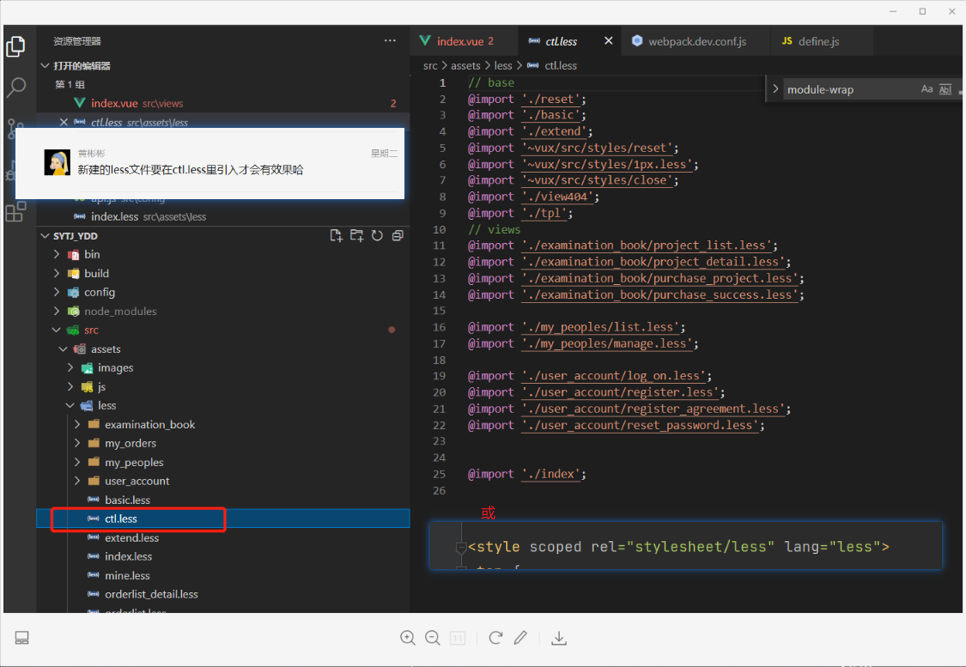 资源管理器
打开的编辑器
第 1 组
index.vue src\views 2
ctl.less src\assets\less
黄彬彬 星期二
新建的less文件要在ctl.less里引入才会有效果哈
index.less src\assets\less
SYTJ_YDD
bin
build
config
node_modules
src
assets
images
js
less
examination_book
my_orders
my_peoples
user_account
basic.less
ctl.less
extend.less
index.less
mine.less
orderlist_detail.less
orderlist.less
index.vue 2
ctl.less
webpack.dev.conf.js
JS define.js
src > assets > less > ctl.less
module-wrap Aa Abl
1 // base
2 @import './reset';
3 @import './basic';
4 @import './extend';
5 @import '~vux/src/styles/reset';
6 @import '~vux/src/styles/1px.less';
7 @import '~vux/src/styles/close';
8 @import './view404';
9 @import './tpl';
10 // views
11 @import './examination_book/project_list.less';
12 @import './examination_book/project_detail.less';
13 @import './examination_book/purchase_project.less';
14 @import './examination_book/purchase_success.less';
15
16 @import './my_peoples/list.less';
17 @import './my_peoples/manage.less';
18
19 @import './user_account/log_on.less';
20 @import './user_account/register.less';
21 @import './user_account/register_agreement.less';
22 @import './user_account/reset_password.less';
23
24
25 @import './index';
26
或
<style scoped rel="stylesheet/less" lang="less">
1:1